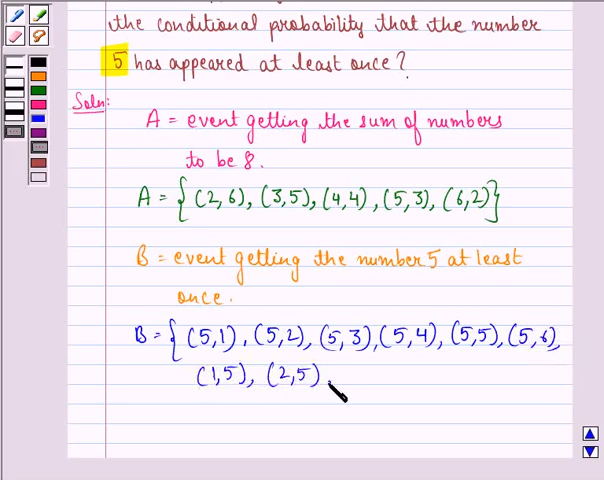 the conditional probability that the number
5 has appeared at least once?
Soln:
A = event getting the sum of numbers
to be 8.
A = {(2,6), (3,5), (4,4), (5,3), (6,2)}
B = event getting the number 5 at least
once.
B = { (5,1), (5,2), (5,3), (5,4), (5,5), (5,6),
(1,5), (2,5),